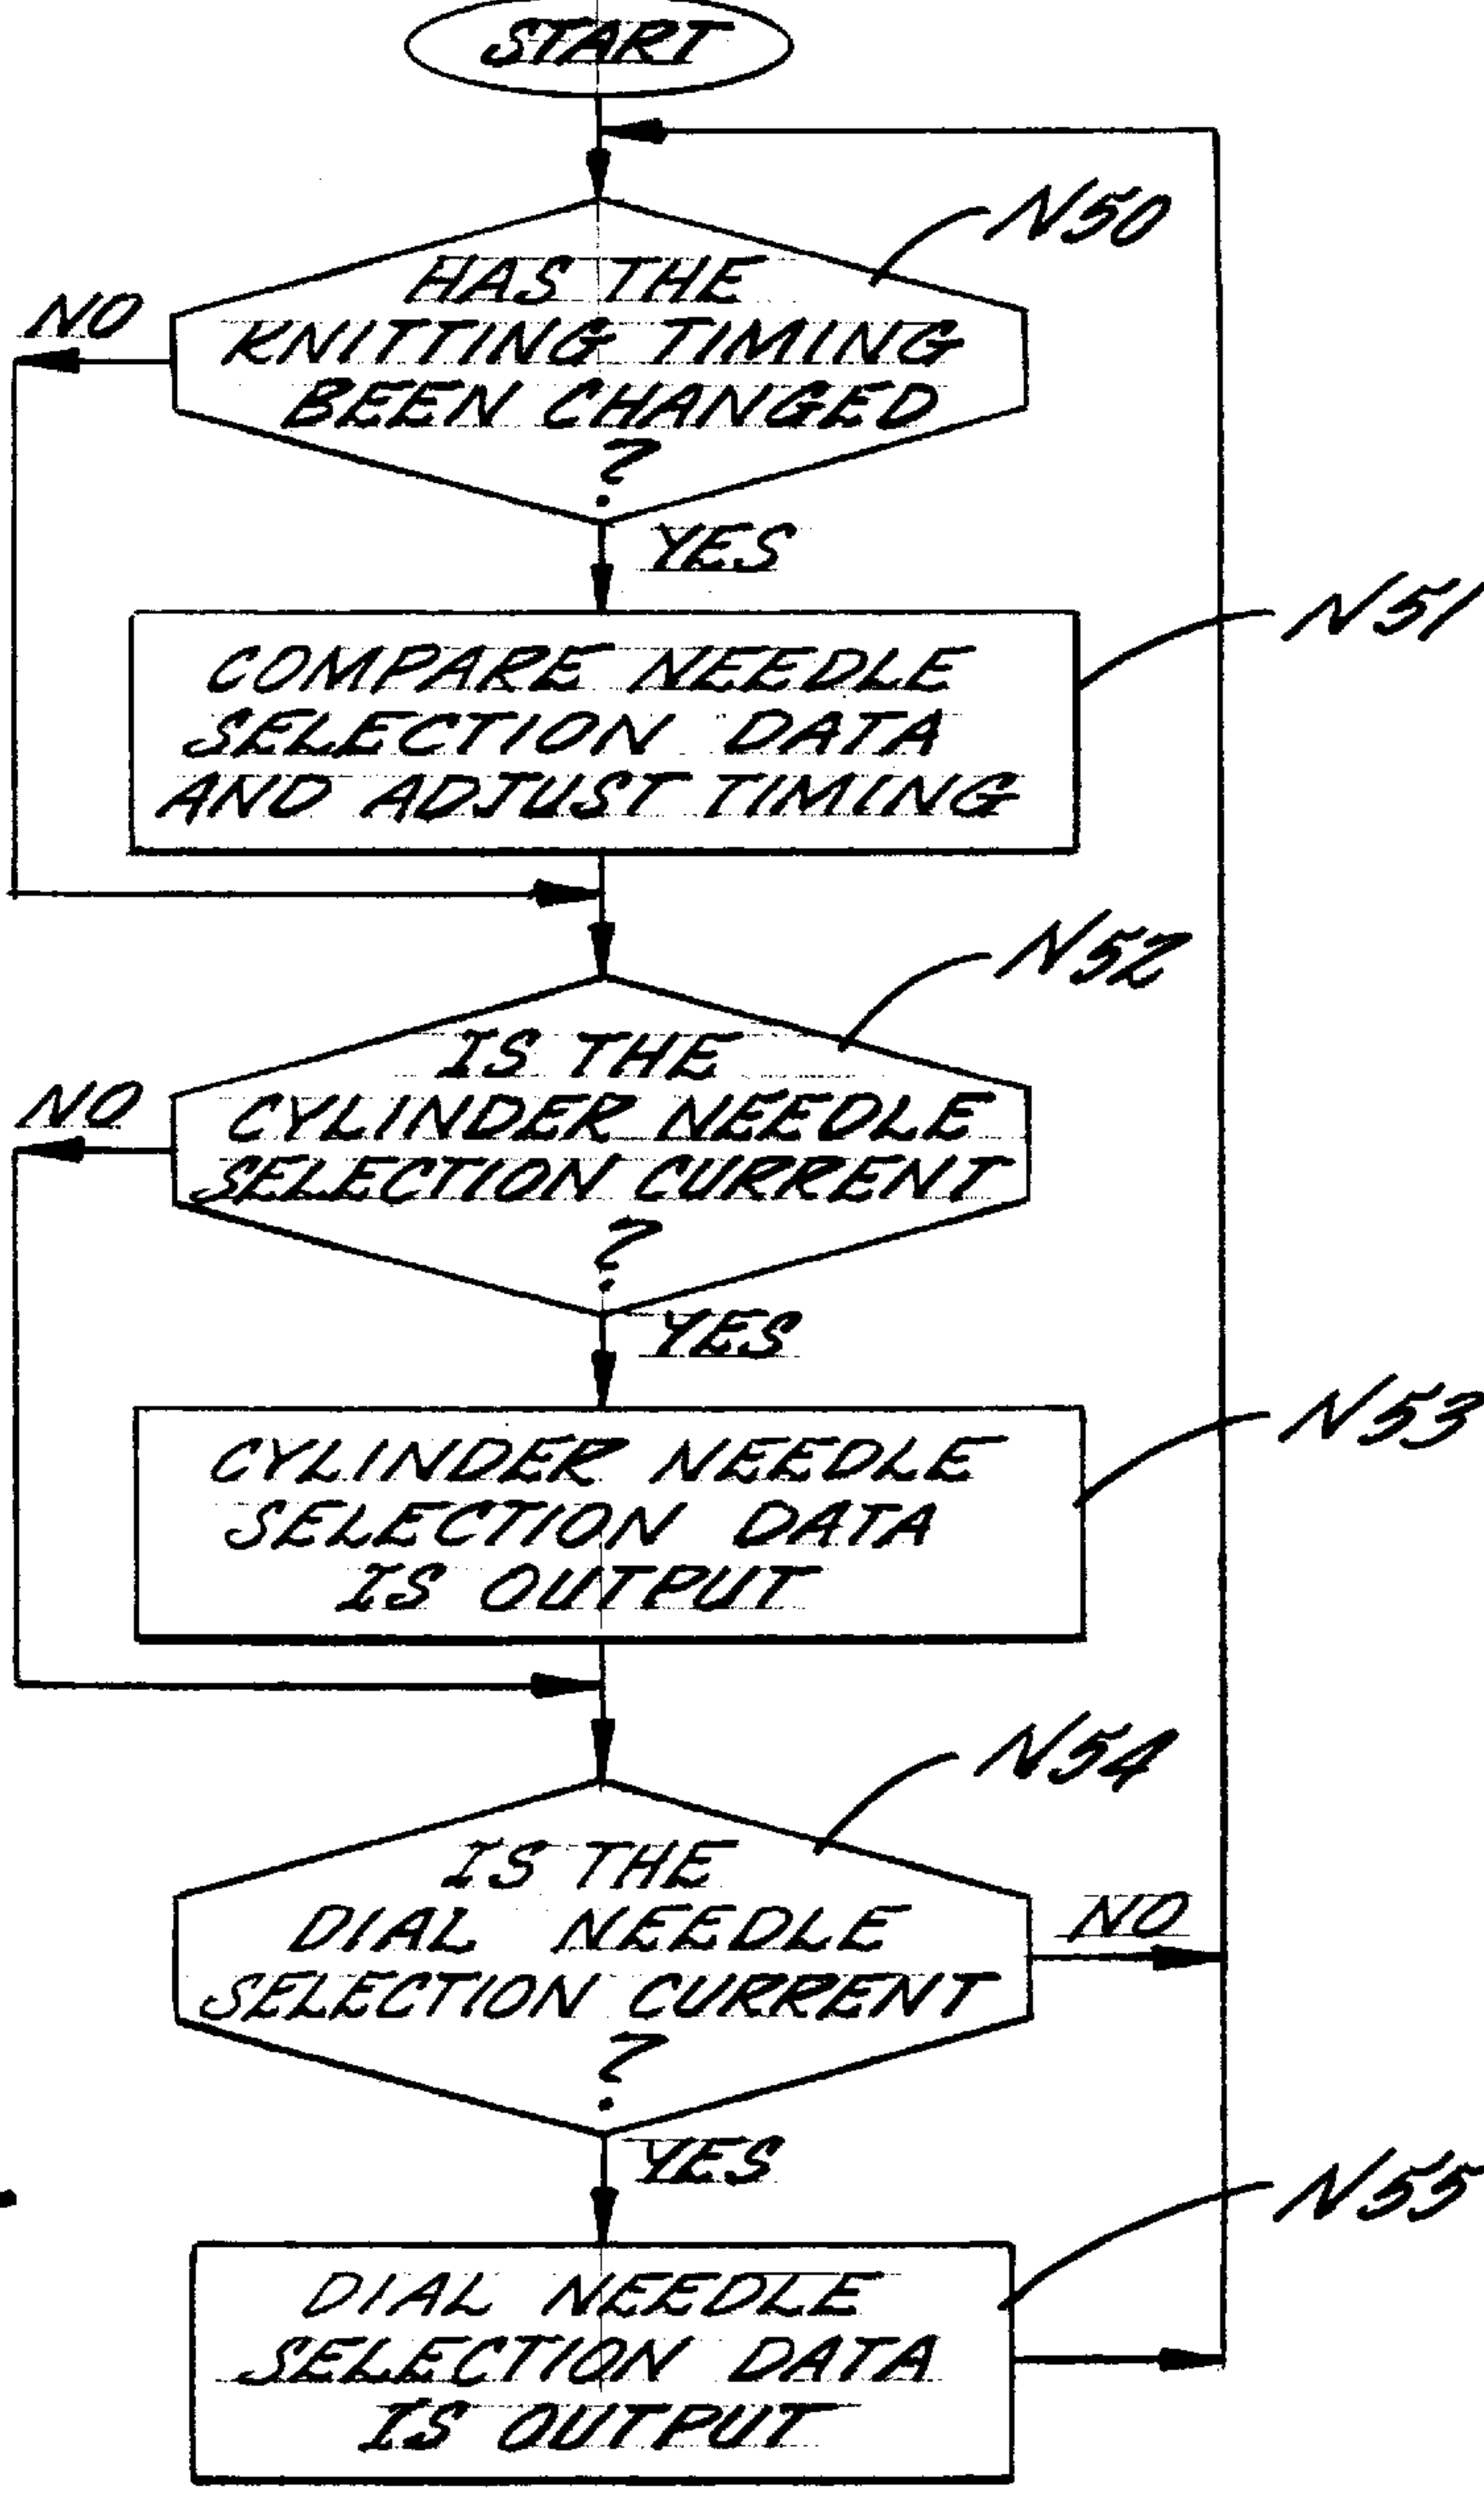 START
N50
HAS THE
KNITTING TIMING
BEEN CHANGED
?
NO
YES
N51
COMPARE NEEDLE
SELECTION DATA
AND ADJUST TIMING
N52
IS THE
CYLINDER NEEDLE
SELECTION CURRENT
?
NO
YES
N53
CYLINDER NEEDLE
SELECTION DATA
IS OUTPUT
N54
IS THE
DIAL NEEDLE
SELECTION CURRENT
?
NO
YES
N55
DIAL NEEDLE
SELECTION DATA
IS OUTPUT